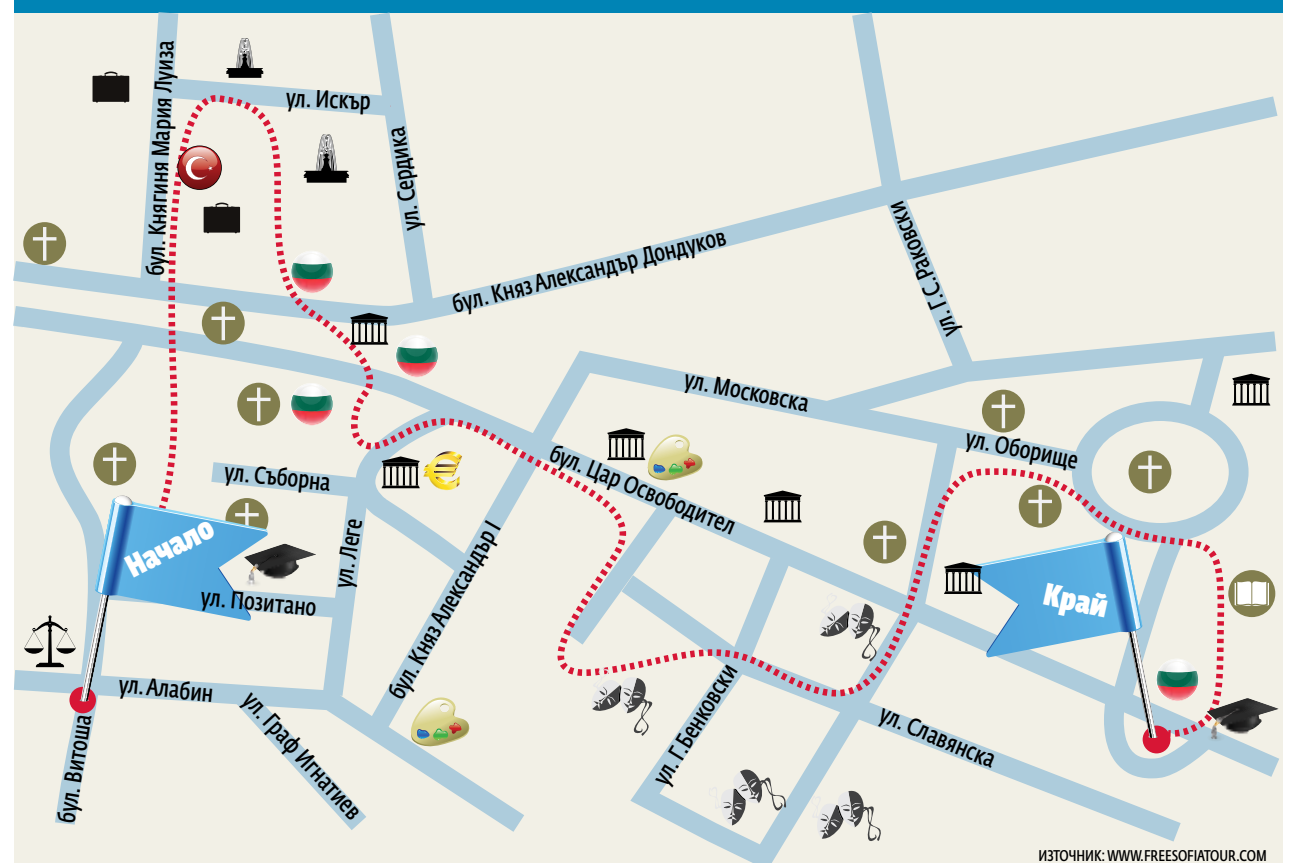 бул. Княгиня Мария Луиза
ул. Искър
ул. Сердика
бул. Княз Александър Дондуков
ул. Г.С.Раковски
ул. Московска
ул. Оборище
бул. Цар Освободител
ул. Съборна
ул. Леге
Начало
ул. Позитано
бул. Княз Александър I
Край
ул. Алабин
ул. Граф Игнатиев
бул. Витоша
ул. Г.Бенковски
ул. Славянска
ИЗТОЧНИК: WWW.FREESOFIATOUR.COM